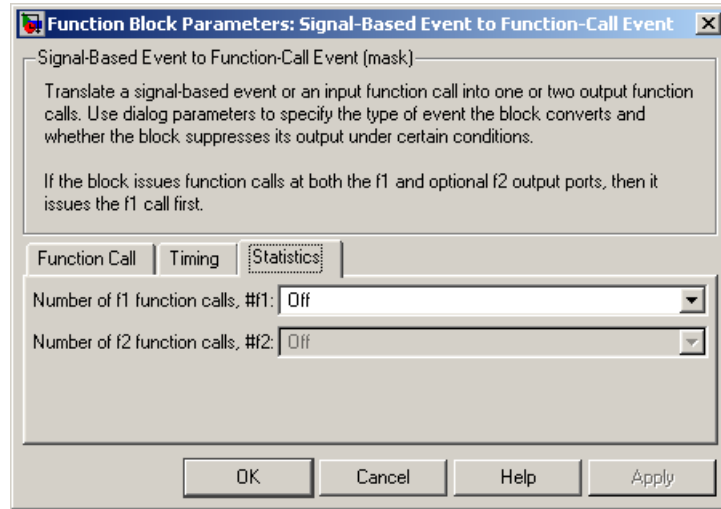 Function Block Parameters: Signal-Based Event to Function-Call Event
Signal-Based Event to Function-Call Event (mask)
Translate a signal-based event or an input function call into one or two output function
calls. Use dialog parameters to specify the type of event the block converts and
whether the block suppresses its output under certain conditions.
If the block issues function calls at both the f1 and optional f2 output ports, then it
issues the f1 call first.
Function Call Timing Statistics
Number of f1 function calls, #f1: Off
Number of f2 function calls, #f2: Off
OK Cancel Help Apply